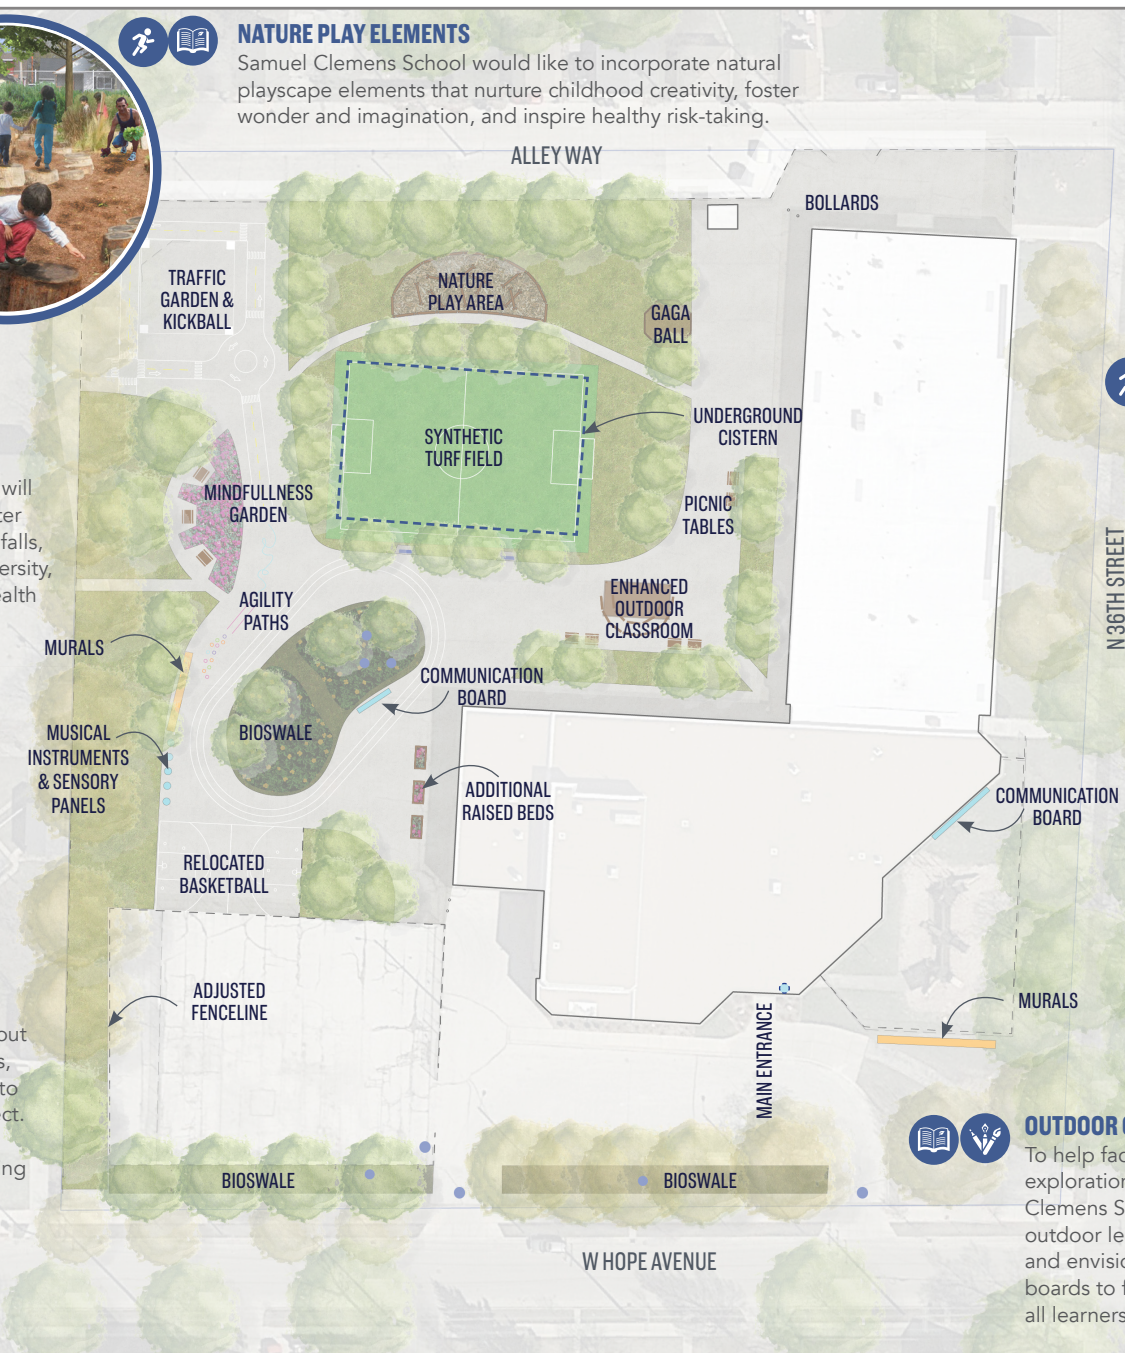 NATURE PLAY ELEMENTS
Samuel Clemens School would like to incorporate natural
playscape elements that nurture childhood creativity, foster
wonder and imagination, and inspire healthy risk-taking.
ALLEY WAY
BOLLARDS
TRAFFIC
GARDEN &
KICKBALL
NATURE
PLAY AREA
GAGA
BALL
UNDERGROUND
CISTERN
SYNTHETIC
TURF FIELD
will
ter
falls,
ersity,
ealth
MINDFULLNESS
GARDEN
PICNIC
TABLES
N 36TH STREET
AGILITY
PATHS
ENHANCED
OUTDOOR
CLASSROOM
MURALS
COMMUNICATION
BOARD
BIOSWALE
MUSICAL
INSTRUMENTS
& SENSORY
PANELS
ADDITIONAL
RAISED BEDS
COMMUNICATION
BOARD
RELOCATED
BASKETBALL
ADJUSTED
FENCELINE
MURALS
MAIN ENTRANCE
out
s,
to
ct.
ng
BIOSWALE
BIOSWALE
W HOPE AVENUE
OUTDOOR
To help fac
exploration
Clemens S
outdoor le
and envisio
boards to f
all learners